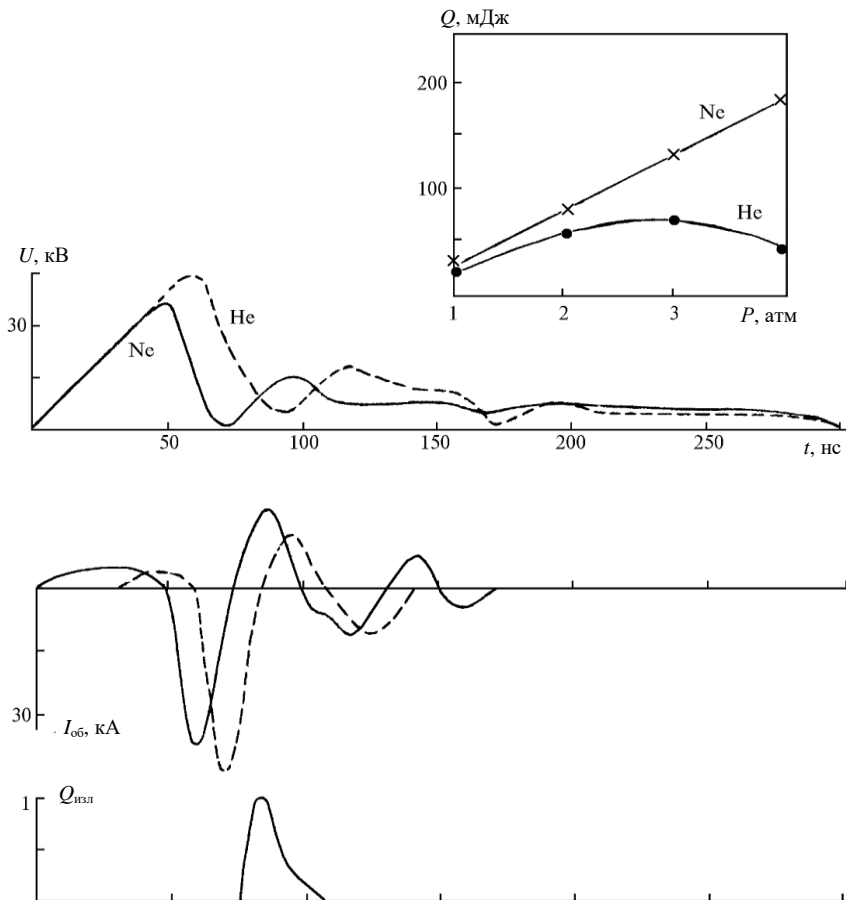 Q, мДж
200
Ne
100
He
1 2 3 P, атм
U, кВ
30
He
Ne
50 100 150 200 250 t, нс
30
Iоб, кА
1 Qизл